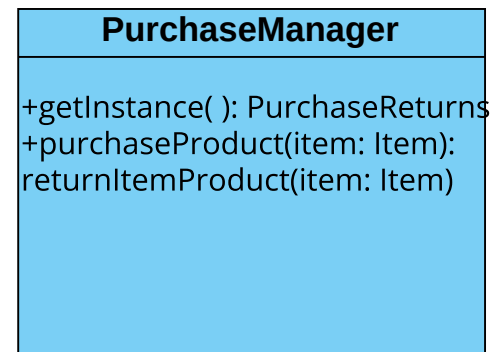 PurchaseManager
+getInstance( ): PurchaseReturns
+purchaseProduct(item: Item):
returnItemProduct(item: Item)